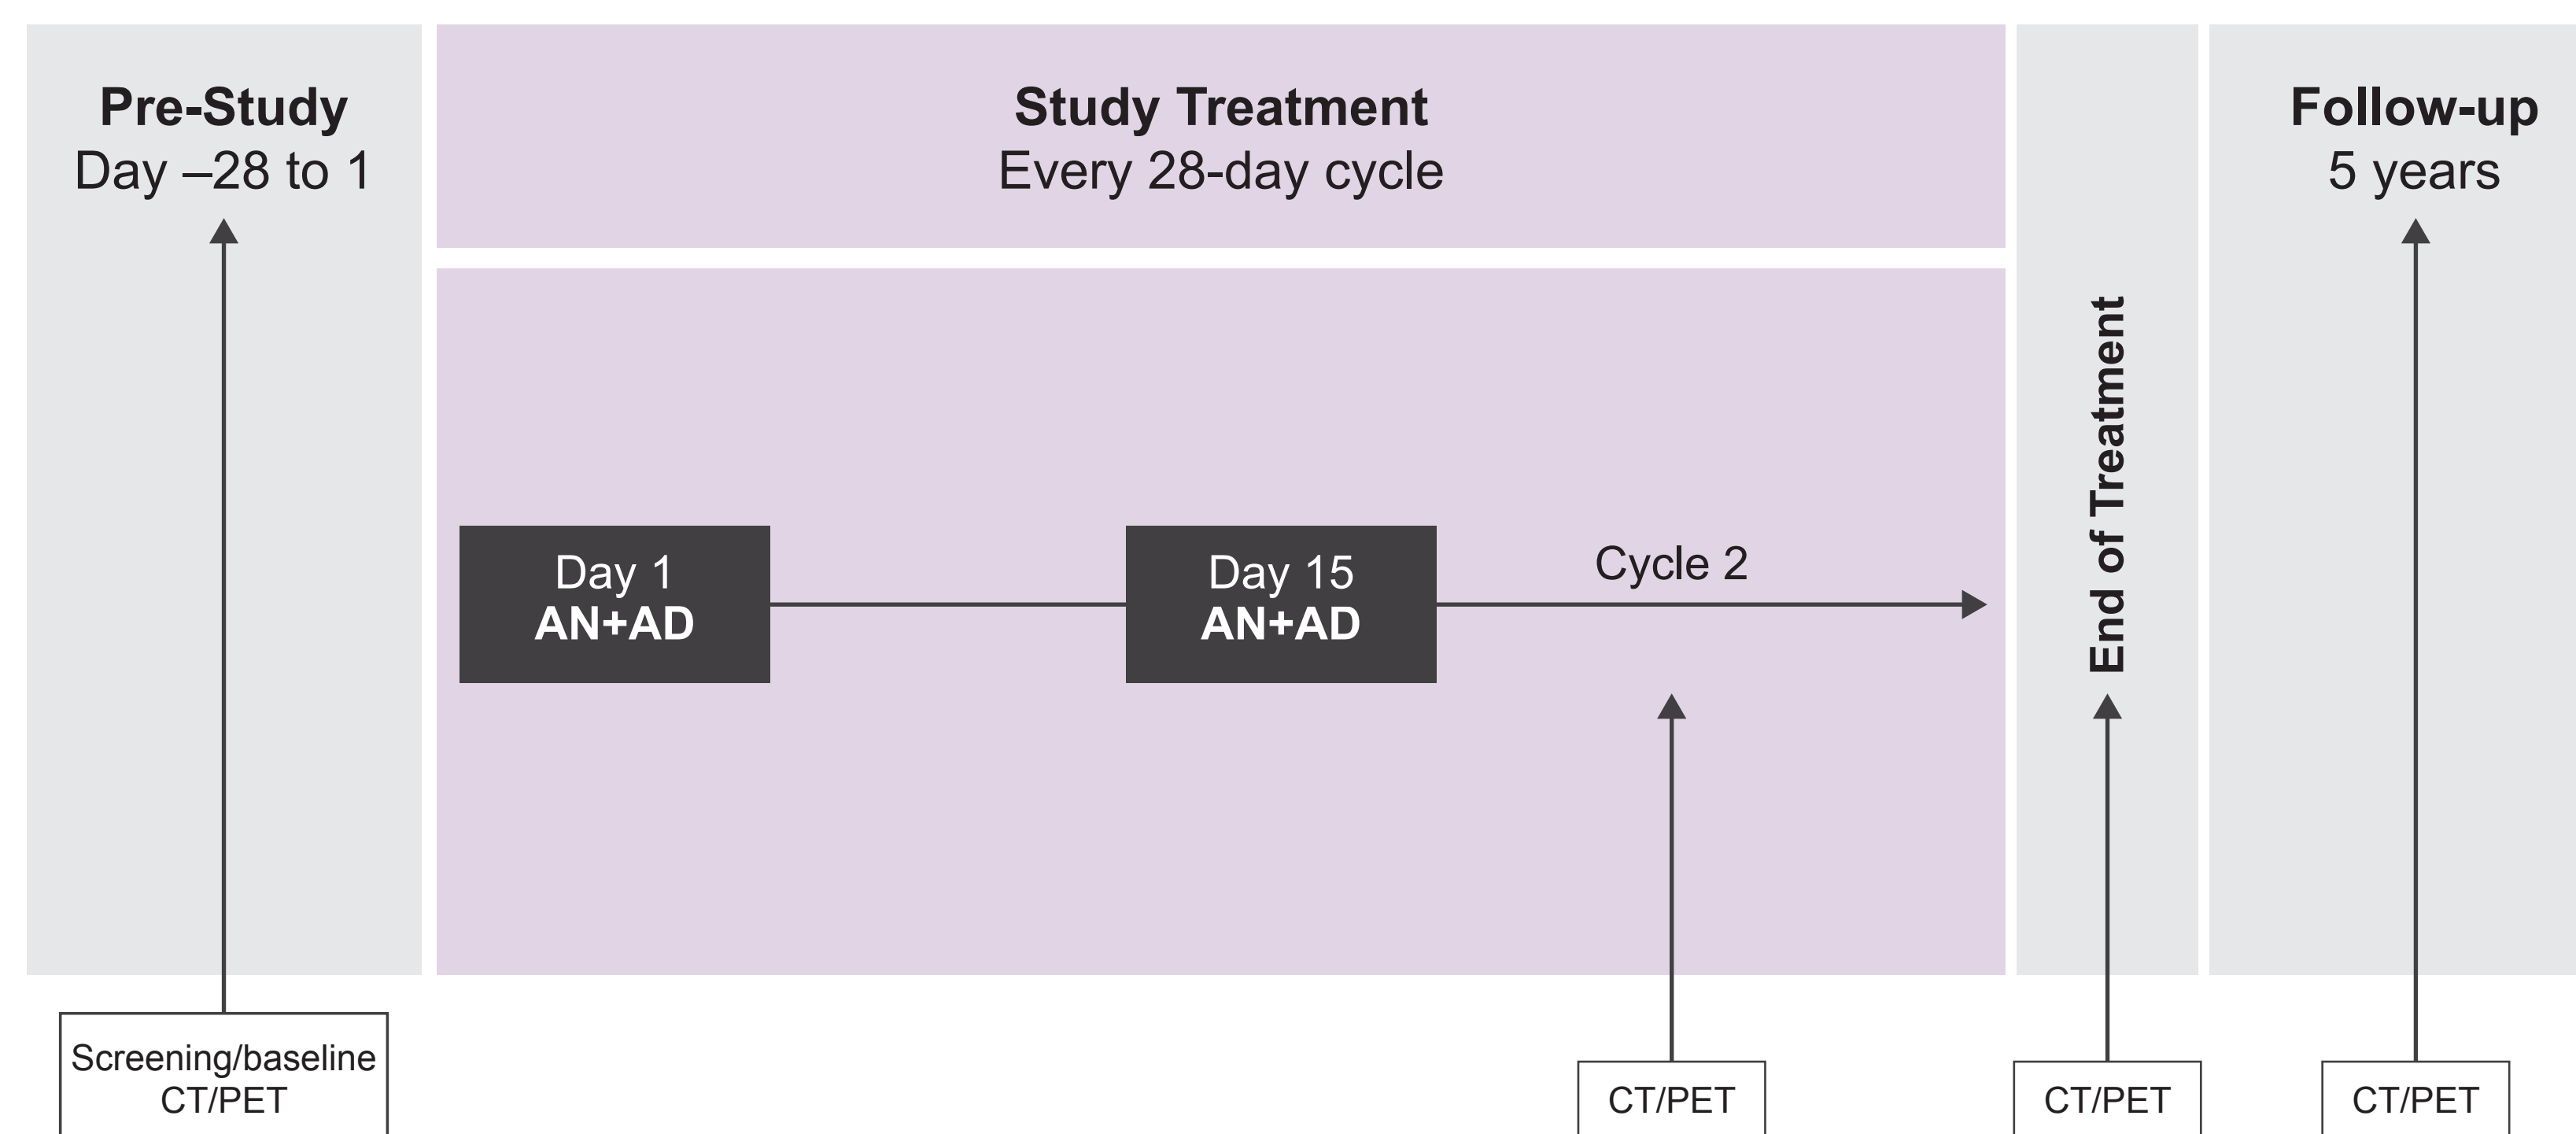 Pre-Study
Day –28 to 1
Study Treatment
Every 28-day cycle
Follow-up
5 years
End of Treatment
Day 1
AN+AD
Day 15
AN+AD
Cycle 2
Screening/baseline
CT/PET
CT/PET
CT/PET
CT/PET